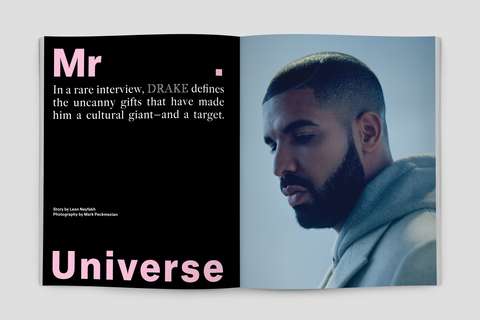 Mr .
In a rare interview, DRAKE defines
the uncanny gifts that have made
him a cultural giant—and a target.
Story by Leon Neyfakh
Photography by Mark Peckmezian
Universe